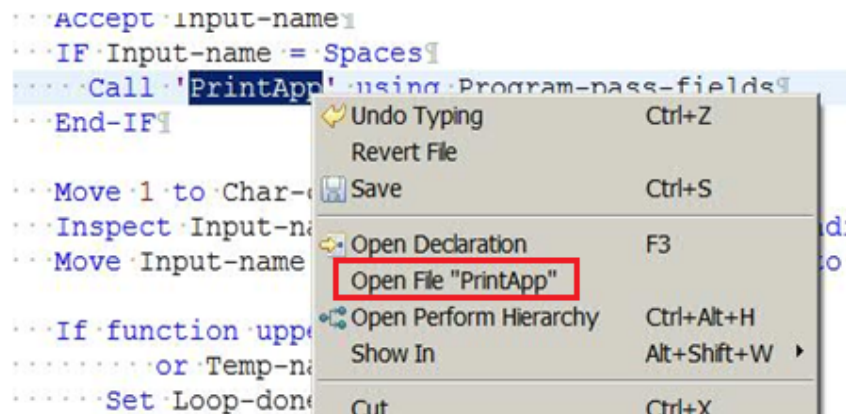 Accept Input-name
IF Input-name = Spaces
Call 'PrintApp' using Program-pass-fields
End-IF
Undo Typing Ctrl+Z
Revert File
Move 1 to Char-
Save Ctrl+S
Inspect Input-na
Open Declaration F3
Move Input-name
to
Open File "PrintApp"
Open Perform Hierarchy Ctrl+Alt+H
If function uppe
Show In Alt+Shift+W
or Temp-na
Set Loop-done
Cut Ctrl+X